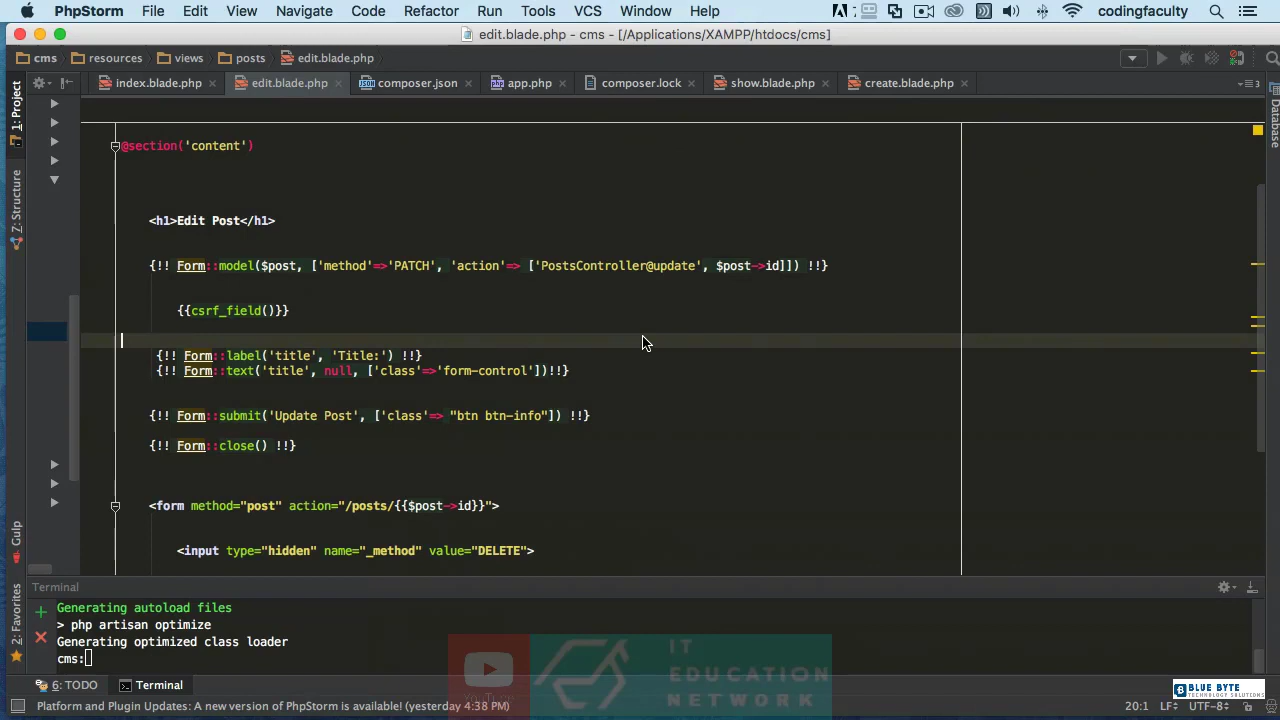 PhpStorm File Edit View Navigate Code Refactor Run Tools VCS Window Help codingfaculty
edit.blade.php - cms - [/Applications/XAMPP/htdocs/cms]
cms resources views posts edit.blade.php
index.blade.php edit.blade.php composer.json app.php composer.lock show.blade.php create.blade.php
1: Project
Z: Structure
Gulp
2: Favorites
Database
@section('content')
<h1>Edit Post</h1>
{!! Form::model($post, ['method'=>'PATCH', 'action'=> ['PostsController@update', $post->id]]) !!}
{{csrf_field()}}
{!! Form::label('title', 'Title:') !!}
{!! Form::text('title', null, ['class'=>'form-control'])!!}
{!! Form::submit('Update Post', ['class'=> "btn btn-info"]) !!}
{!! Form::close() !!}
<form method="post" action="/posts/{{$post->id}}">
<input type="hidden" name="_method" value="DELETE">
Terminal
Generating autoload files
> php artisan optimize
Generating optimized class loader
cms:
IT
EDUCATION
NETWORK
6: TODO Terminal
BLUE BYTE
TECHNOLOGY SOLUTIONS
Platform and Plugin Updates: A new version of PhpStorm is available! (yesterday 4:38 PM) 20:1 LF UTF-8